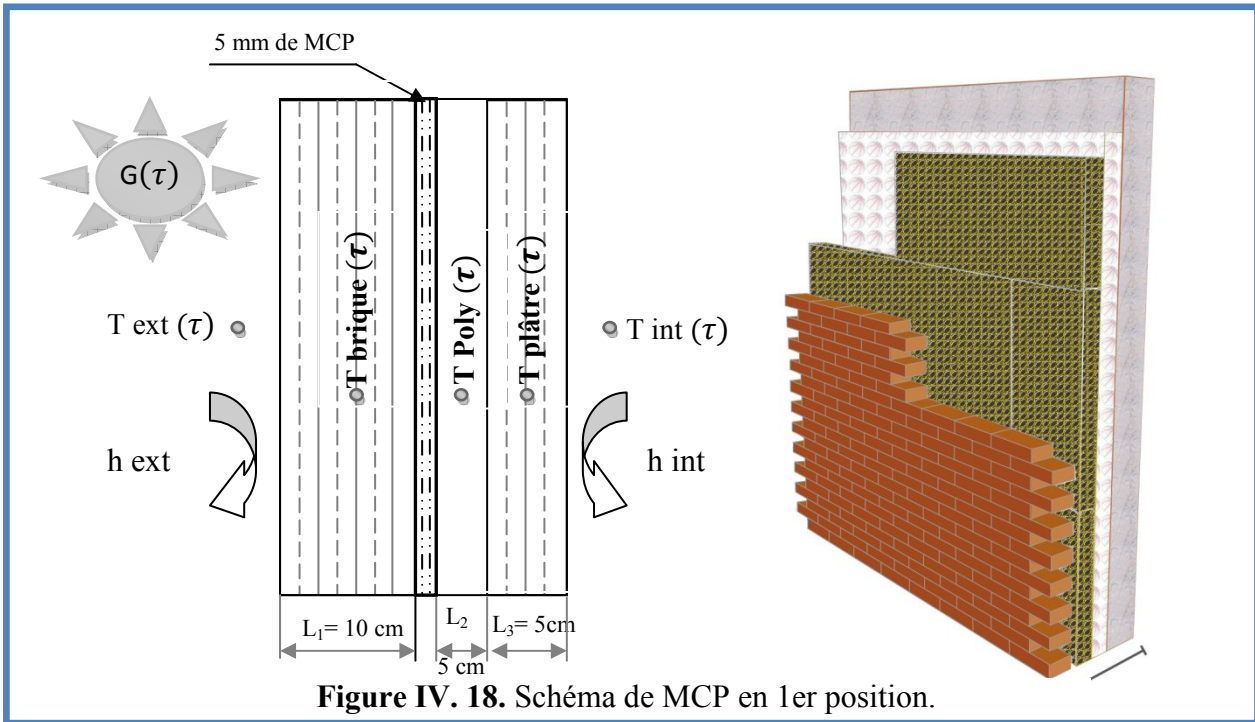 5 mm de MCP
G(τ)
T brique (τ)
T Poly (τ)
T plâtre (τ)
T ext (τ)
T int (τ)
h ext
h int
L₁= 10 cm
L₂
5 cm
L₃= 5cm
Figure IV. 18. Schéma de MCP en 1er position.